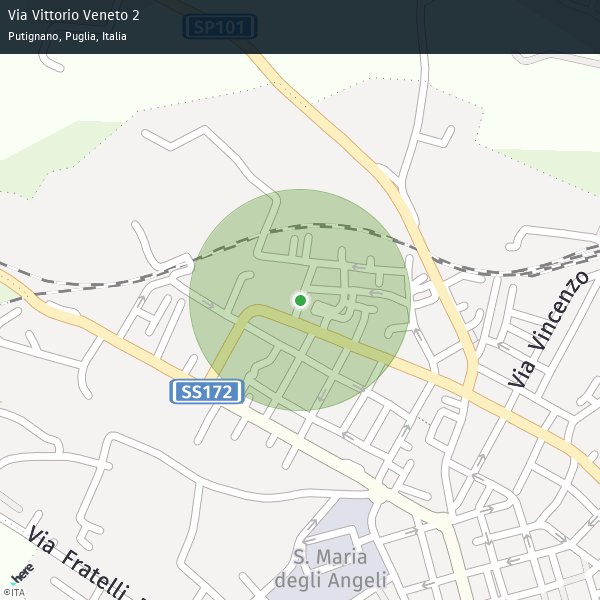 Via Vittorio Veneto 2
Putignano, Puglia, Italia
SP101
Via Vincenzo
SS172
S. Maria
degli Angeli
Via Fratelli
here
©ITA